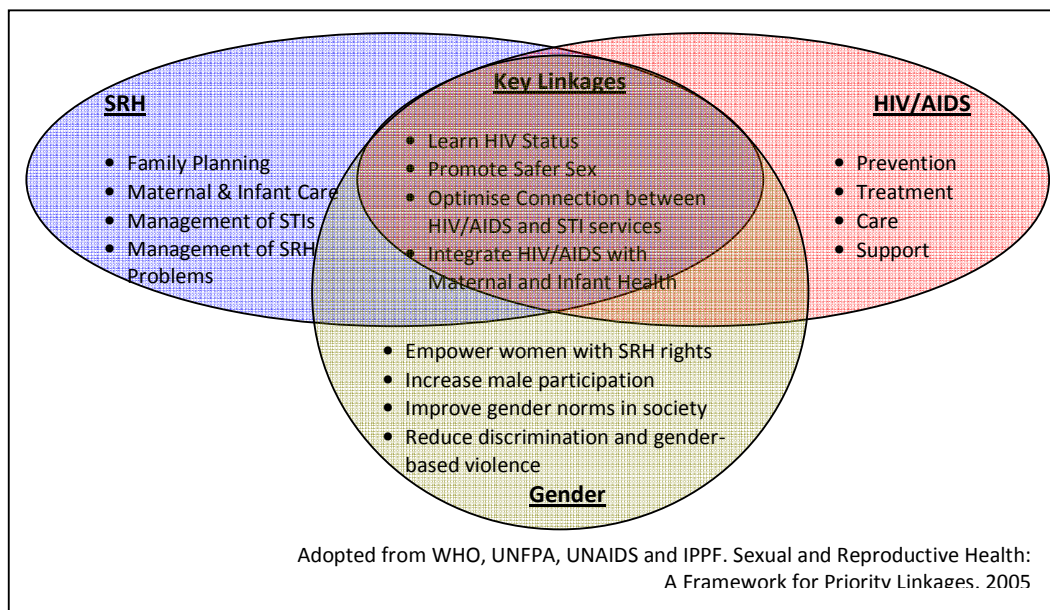 SRH
• Family Planning
• Maternal & Infant Care
• Management of STIs
• Management of SRH
Problems
Key Linkages
• Learn HIV Status
• Promote Safer Sex
• Optimise Connection between
HIV/AIDS and STI services
• Integrate HIV/AIDS with
Maternal and Infant Health
HIV/AIDS
• Prevention
• Treatment
• Care
• Support
• Empower women with SRH rights
• Increase male participation
• Improve gender norms in society
• Reduce discrimination and gender-
based violence
Gender
Adopted from WHO, UNFPA, UNAIDS and IPPF. Sexual and Reproductive Health:
A Framework for Priority Linkages, 2005